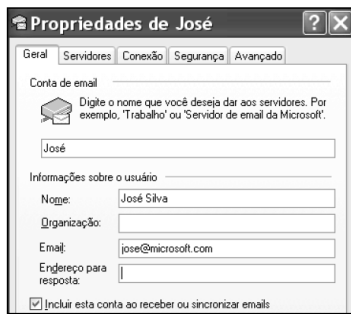 Propriedades de José
Geral Servidores Conexão Segurança Avançado
Conta de email
Digite o nome que você deseja dar aos servidores. Por
exemplo, 'Trabalho' ou 'Servidor de email da Microsoft'.
José
Informações sobre o usuário
Nome: José Silva
Organização:
Email: jose@microsoft.com
Endereço para
resposta:
Incluir esta conta ao receber ou sincronizar emails